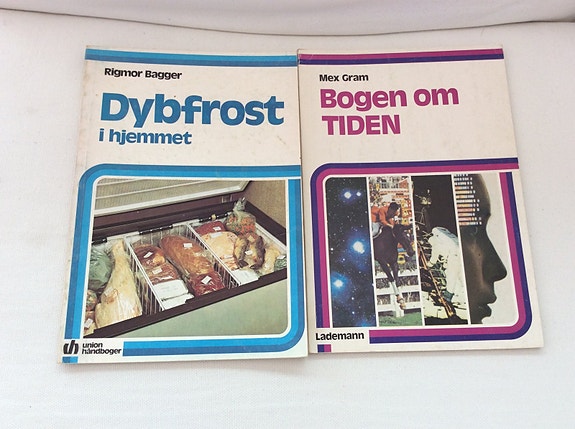 Rigmor Bagger
Dybfrost
i hjemmet
union
håndbøger
Mex Gram
Bogen om
TIDEN
Lademann